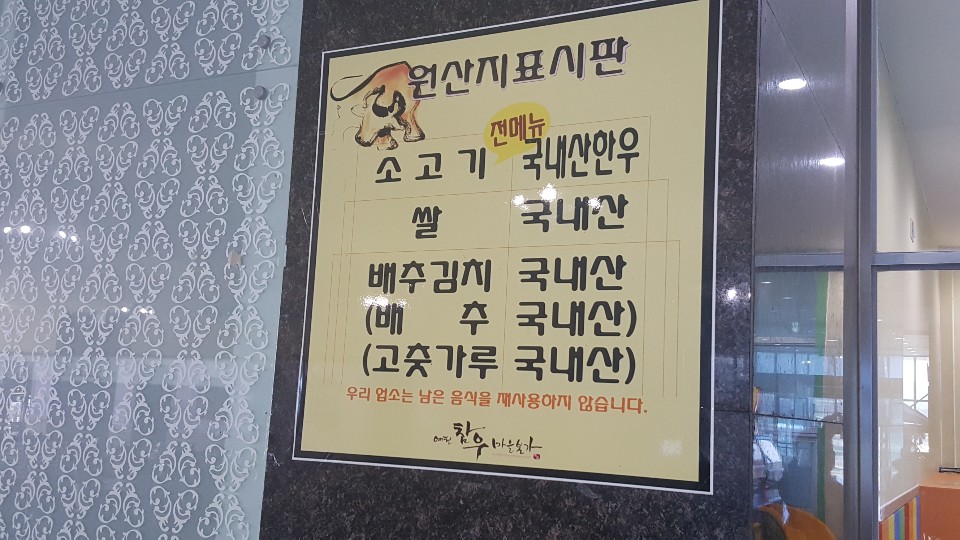 원산지표시판
전메뉴
소고기 국내산한우
쌀 국내산
배추김치 국내산
(배 추 국내산)
(고춧가루 국내산)
우리 업소는 남은 음식을 재사용하지 않습니다.
참우